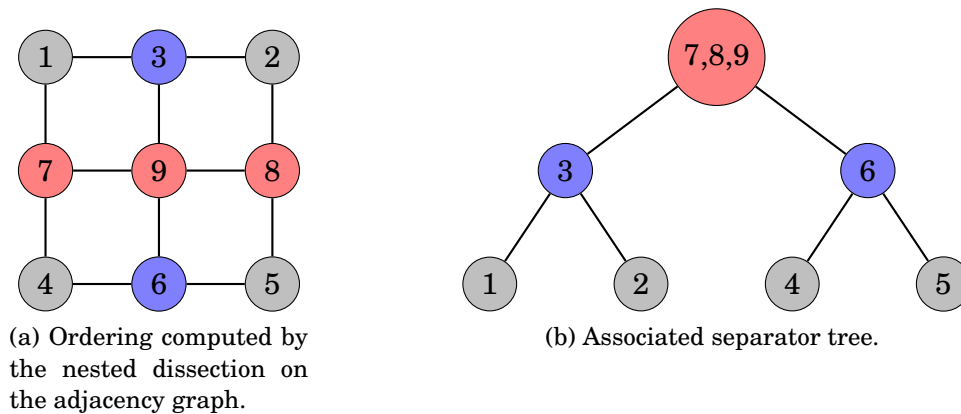 1 3 2
7 9 8
4 6 5
(a) Ordering computed by
the nested dissection on
the adjacency graph.
7,8,9
3 6
1 2 4 5
(b) Associated separator tree.